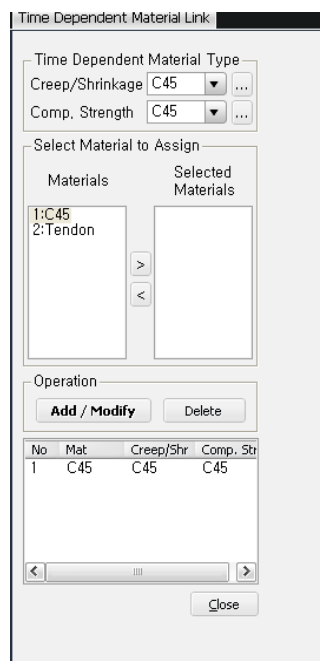 Time Dependent Material Link
Time Dependent Material Type
Creep/Shrinkage C45 ...
Comp. Strength C45 ...
Select Material to Assign
Materials
Selected
Materials
1:C45
2:Tendon
>
<
Operation
Add / Modify Delete
No Mat Creep/Shr Comp. Str
1 C45 C45 C45
Close